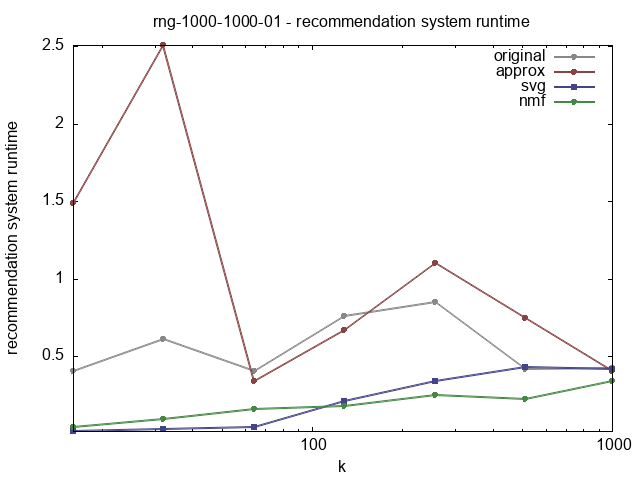 rng-1000-1000-01 - recommendation system runtime
original
approx
svg
nmf
recommendation system runtime
2.5
2
1.5
1
0.5
100
1000
k